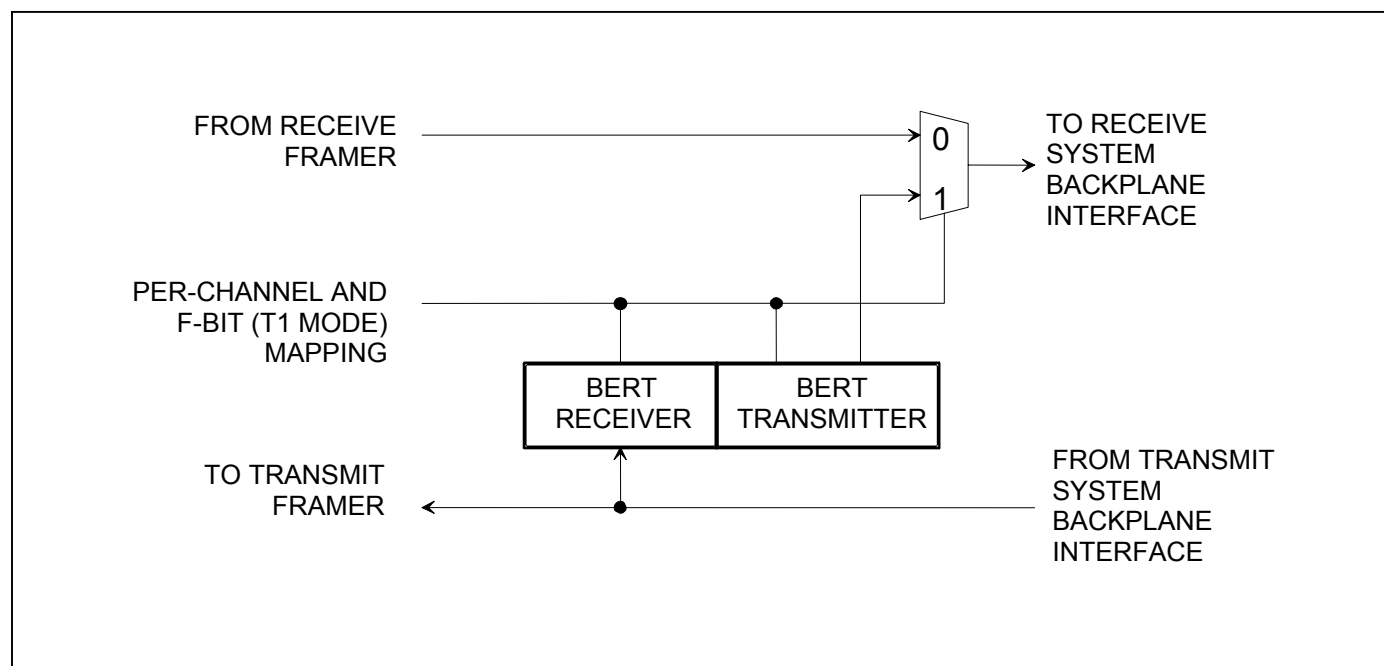 FROM RECEIVE
FRAMER
0
1
TO RECEIVE
SYSTEM
BACKPLANE
INTERFACE
PER-CHANNEL AND
F-BIT (T1 MODE)
MAPPING
BERT
RECEIVER
BERT
TRANSMITTER
TO TRANSMIT
FRAMER
FROM TRANSMIT
SYSTEM
BACKPLANE
INTERFACE